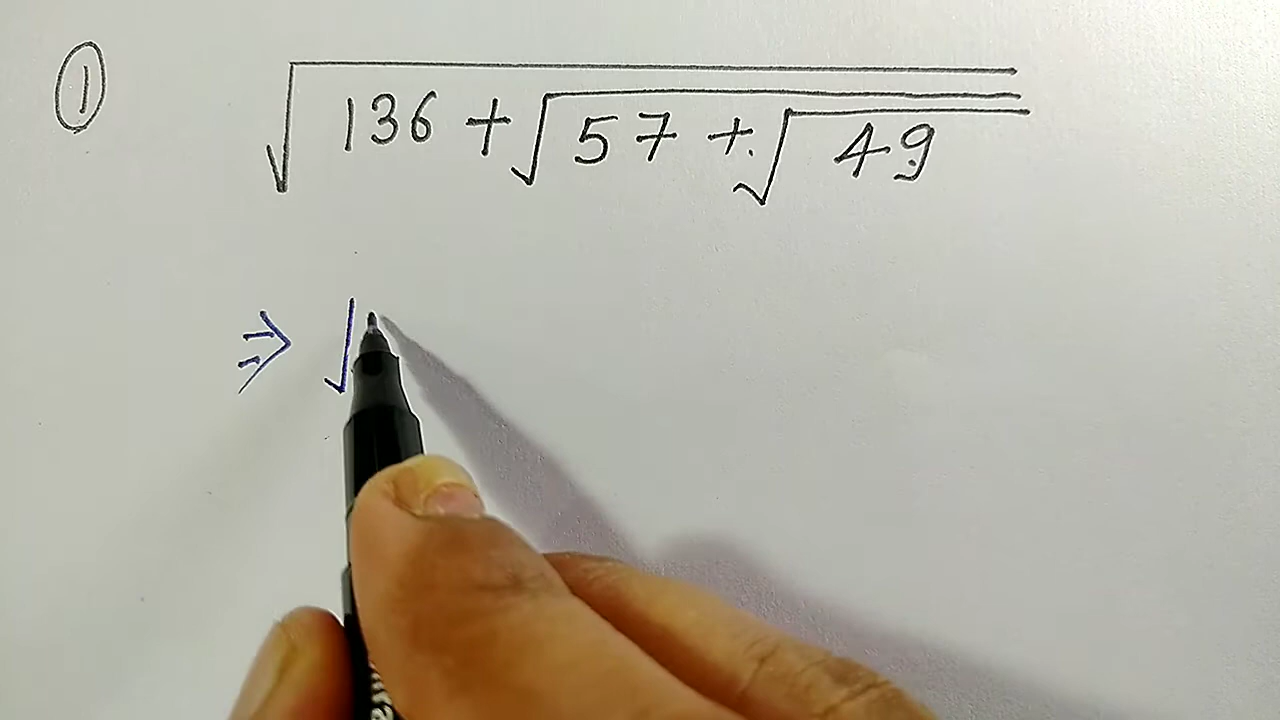 ① √136 + √57 + √49
⇒ √